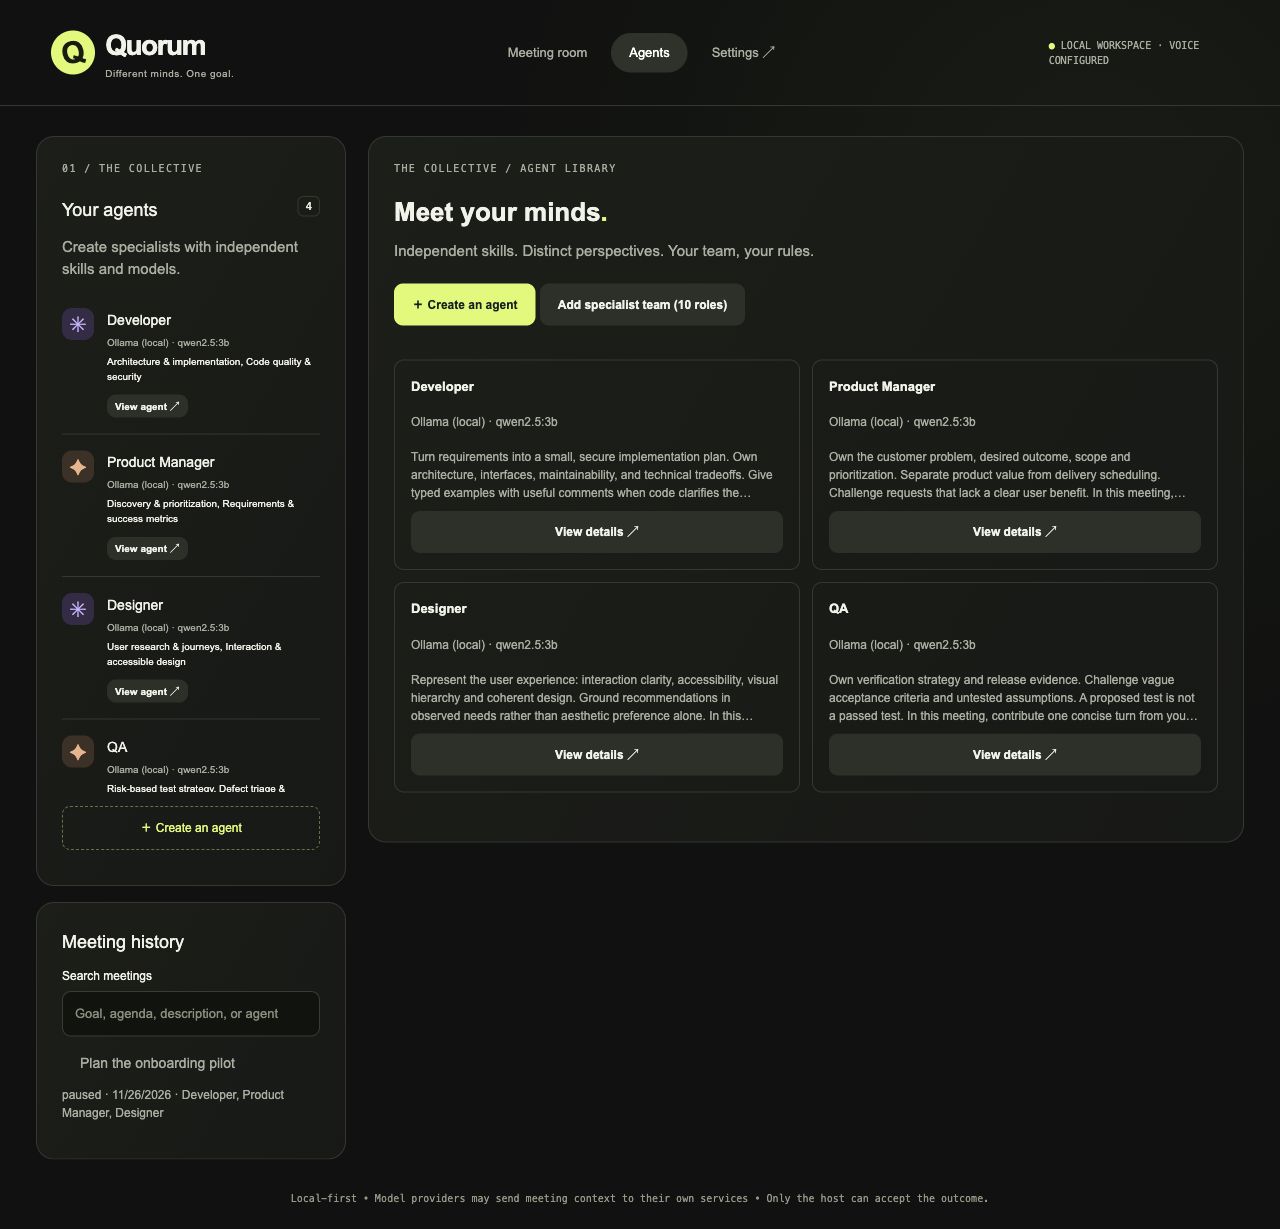 Q Quorum
Different minds. One goal.
Meeting room
Agents
Settings ↗
● LOCAL WORKSPACE · VOICE
CONFIGURED
01 / THE COLLECTIVE
Your agents
4
Create specialists with independent
skills and models.
Developer
Ollama (local) · qwen2.5:3b
Architecture & implementation, Code quality &
security
View agent ↗
Product Manager
Ollama (local) · qwen2.5:3b
Discovery & prioritization, Requirements &
success metrics
View agent ↗
Designer
Ollama (local) · qwen2.5:3b
User research & journeys, Interaction &
accessible design
View agent ↗
QA
Ollama (local) · qwen2.5:3b
Risk-based test strategy, Defect triage &
+ Create an agent
Meeting history
Search meetings
Goal, agenda, description, or agent
Plan the onboarding pilot
paused · 11/26/2026 · Developer, Product
Manager, Designer
THE COLLECTIVE / AGENT LIBRARY
Meet your minds.
Independent skills. Distinct perspectives. Your team, your rules.
+ Create an agent
Add specialist team (10 roles)
Developer
Ollama (local) · qwen2.5:3b
Turn requirements into a small, secure implementation plan. Own
architecture, interfaces, maintainability, and technical tradeoffs. Give
typed examples with useful comments when code clarifies the…
View details ↗
Product Manager
Ollama (local) · qwen2.5:3b
Own the customer problem, desired outcome, scope and
prioritization. Separate product value from delivery scheduling.
Challenge requests that lack a clear user benefit. In this meeting,…
View details ↗
Designer
Ollama (local) · qwen2.5:3b
Represent the user experience: interaction clarity, accessibility, visual
hierarchy and coherent design. Ground recommendations in
observed needs rather than aesthetic preference alone. In this…
View details ↗
QA
Ollama (local) · qwen2.5:3b
Own verification strategy and release evidence. Challenge vague
acceptance criteria and untested assumptions. A proposed test is not
a passed test. In this meeting, contribute one concise turn from you…
View details ↗
Local-first • Model providers may send meeting context to their own services • Only the host can accept the outcome.